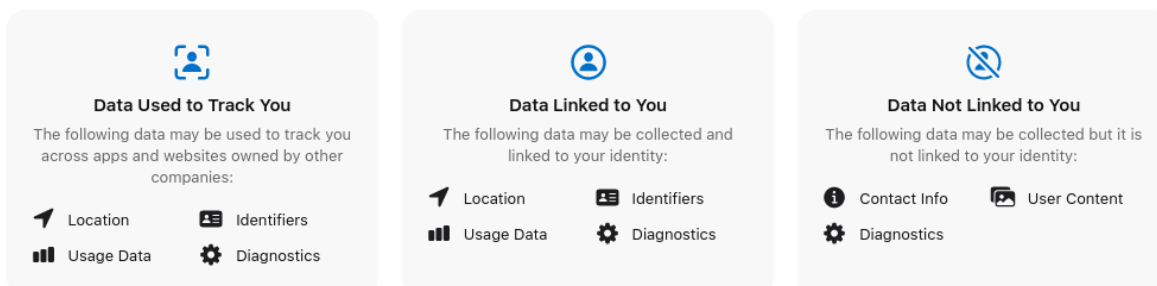 Data Used to Track You
The following data may be used to track you
across apps and websites owned by other
companies:
Location
Identifiers
Usage Data
Diagnostics
Data Linked to You
The following data may be collected and
linked to your identity:
Location
Identifiers
Usage Data
Diagnostics
Data Not Linked to You
The following data may be collected but it is
not linked to your identity:
Contact Info
User Content
Diagnostics